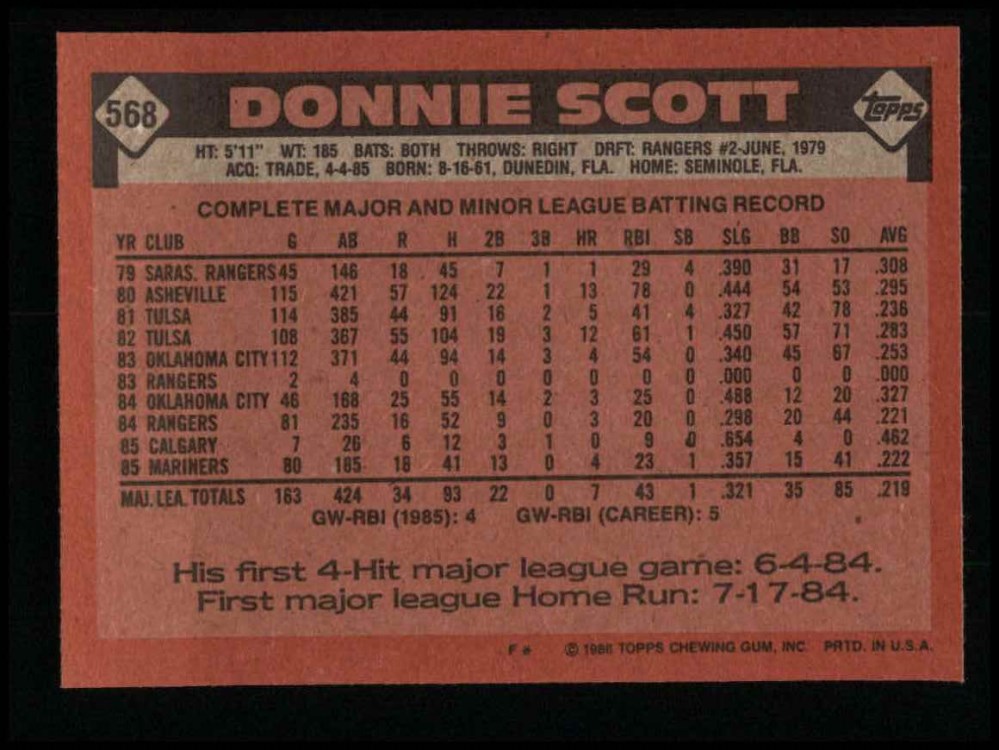 568 DONNIE SCOTT Topps
HT: 5'11" WT: 185 BATS: BOTH THROWS: RIGHT DRFT: RANGERS #2-JUNE, 1979
ACQ: TRADE, 4-4-85 BORN: 8-16-61, DUNEDIN, FLA. HOME: SEMINOLE, FLA.
COMPLETE MAJOR AND MINOR LEAGUE BATTING RECORD
YR CLUB G AB R H 2B 3B HR RBI SB SLG BB SO AVG
79 SARAS. RANGERS 45 146 18 45 7 1 1 29 4 .390 31 17 .308
80 ASHEVILLE 115 421 57 124 22 1 13 78 0 .444 54 53 .295
81 TULSA 114 385 44 91 16 2 5 41 4 .327 42 78 .236
82 TULSA 108 367 55 104 19 3 12 61 1 .450 57 71 .283
83 OKLAHOMA CITY 112 371 44 94 14 3 4 54 0 .340 45 67 .253
83 RANGERS 2 4 0 0 0 0 0 0 0 .000 0 0 .000
84 OKLAHOMA CITY 46 168 25 55 14 2 3 25 0 .488 12 20 .327
84 RANGERS 81 235 16 52 9 0 3 20 0 .298 20 44 .221
85 CALGARY 7 26 6 12 3 1 0 9 0 .654 4 0 .462
85 MARINERS 80 185 18 41 13 0 4 23 1 .357 15 41 .222
MAJ. LEA. TOTALS 163 424 34 93 22 0 7 43 1 .321 35 85 .219
GW-RBI (1985): 4 GW-RBI (CAREER): 5
His first 4-Hit major league game: 6-4-84.
First major league Home Run: 7-17-84.
F * © 1986 TOPPS CHEWING GUM, INC. PRTD. IN U.S.A.